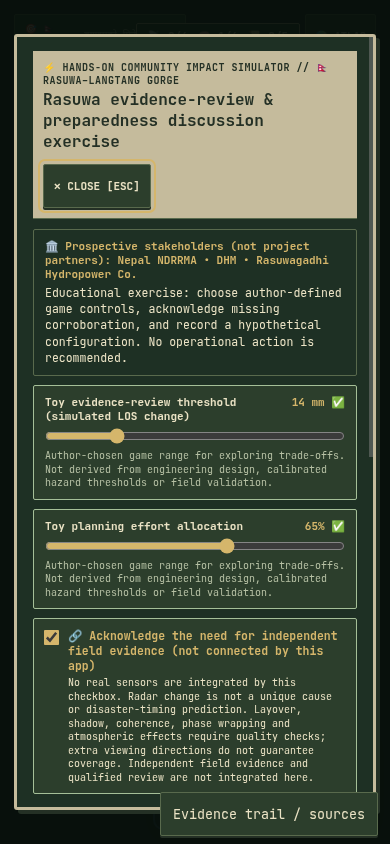 ⚡ HANDS-ON COMMUNITY IMPACT SIMULATOR //
RASUWA-LANGTANG GORGE
Rasuwa evidence-review &
preparedness discussion
exercise
× CLOSE [ESC]
🏛️ Prospective stakeholders (not project
partners): Nepal NDRRMA • DHM • Rasuwagadhi
Hydropower Co.
Educational exercise: choose author-defined
game controls, acknowledge missing
corroboration, and record a hypothetical
configuration. No operational action is
recommended.
Toy evidence-review threshold 14 mm ✅
(simulated LOS change)
Author-chosen game range for exploring trade-offs.
Not derived from engineering design, calibrated
hazard thresholds or field validation.
Toy planning effort allocation 65% ✅
Author-chosen game range for exploring trade-offs.
Not derived from engineering design, calibrated
hazard thresholds or field validation.
🔗 Acknowledge the need for independent
field evidence (not connected by this
app)
No real sensors are integrated by this
checkbox. Radar change is not a unique cause
or disaster-timing prediction. Layover,
shadow, coherence, phase wrapping and
atmospheric effects require quality checks;
extra viewing directions do not guarantee
coverage. Independent field evidence and
qualified review are not integrated here.
Evidence trail / sources